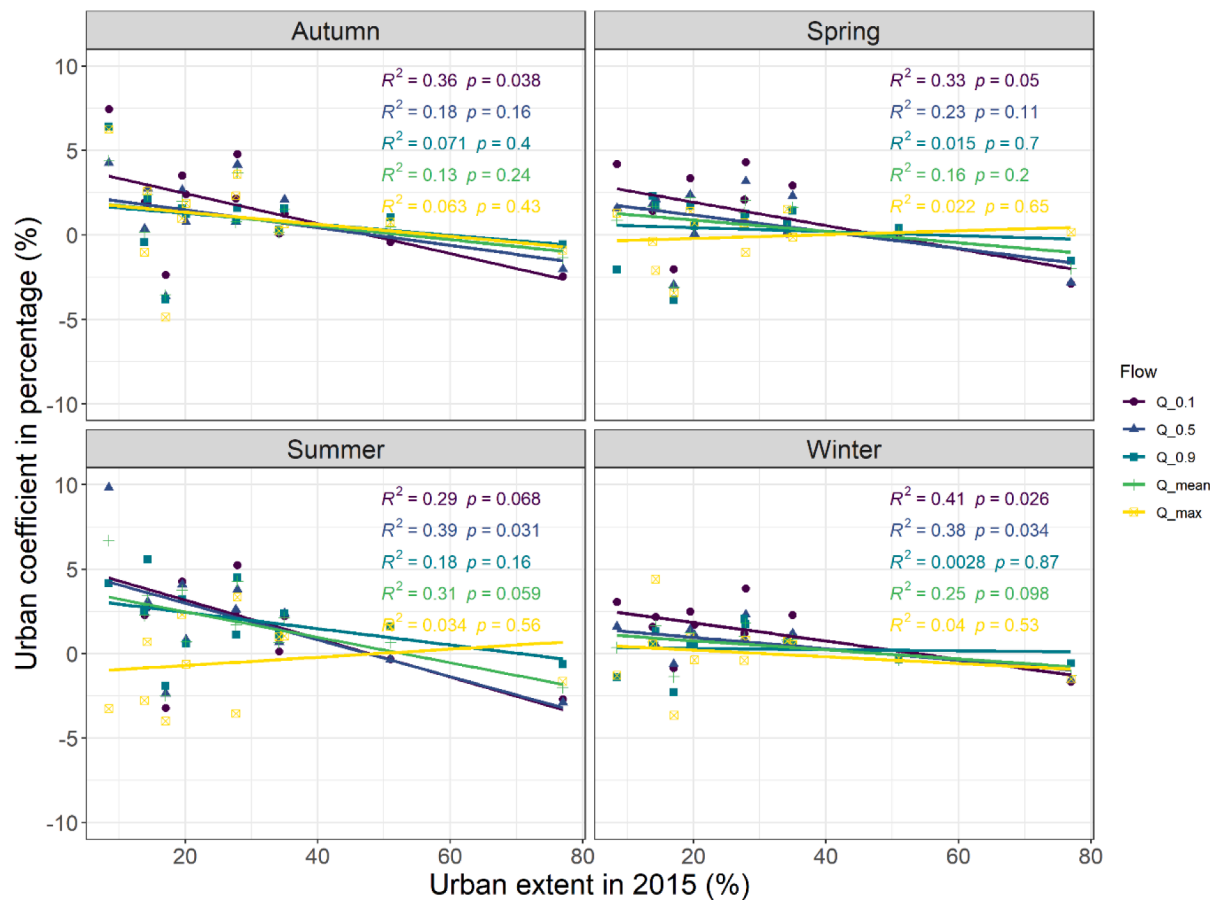 Autumn
Spring
10
5
0
-5
-10
R² = 0.36 p = 0.038
R² = 0.18 p = 0.16
R² = 0.071 p = 0.4
R² = 0.13 p = 0.24
R² = 0.063 p = 0.43
R² = 0.33 p = 0.05
R² = 0.23 p = 0.11
R² = 0.015 p = 0.7
R² = 0.16 p = 0.2
R² = 0.022 p = 0.65
Urban coefficient in percentage (%)
Summer
Winter
10
5
0
-5
-10
R² = 0.29 p = 0.068
R² = 0.39 p = 0.031
R² = 0.18 p = 0.16
R² = 0.31 p = 0.059
R² = 0.034 p = 0.56
R² = 0.41 p = 0.026
R² = 0.38 p = 0.034
R² = 0.0028 p = 0.87
R² = 0.25 p = 0.098
R² = 0.04 p = 0.53
20 40 60 80
20 40 60 80
Urban extent in 2015 (%)
Flow
Q_0.1
Q_0.5
Q_0.9
Q_mean
Q_max